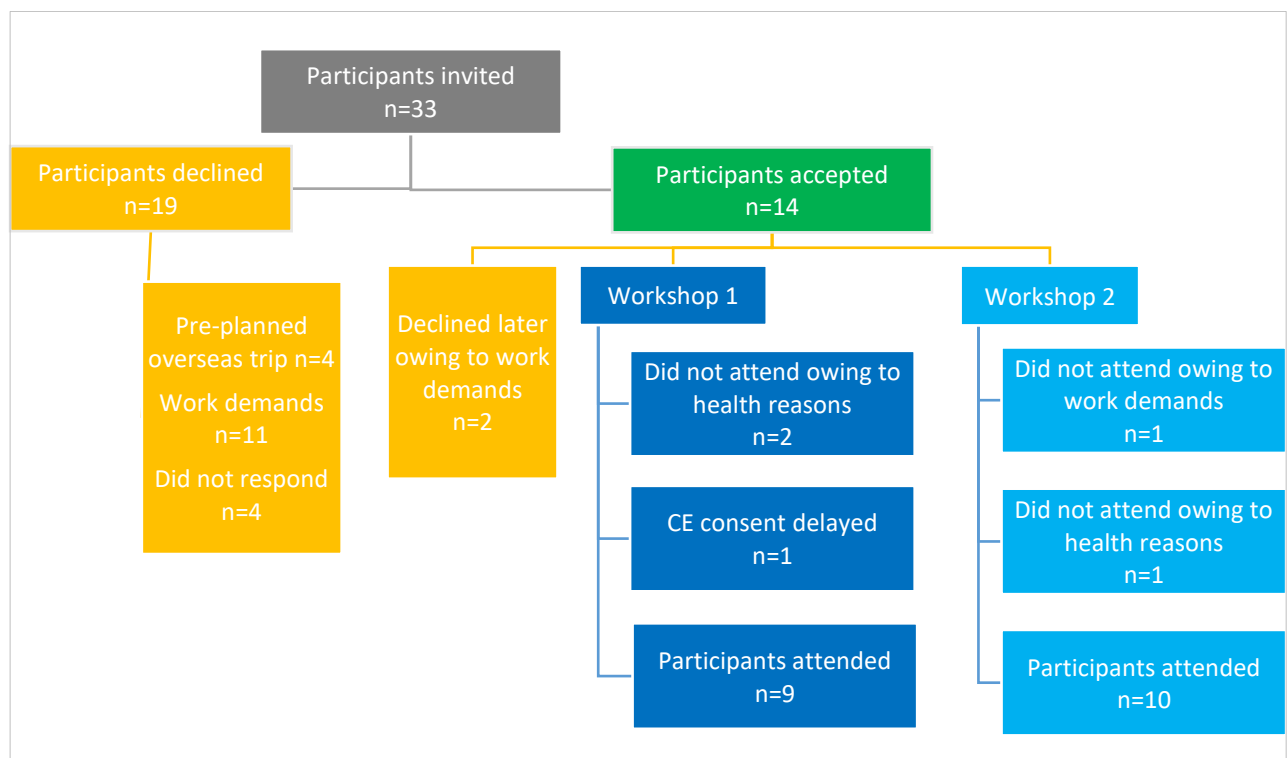 Participants invited
n=33
Participants declined
n=19
Participants accepted
n=14
Pre-planned
overseas trip n=4
Work demands
n=11
Did not respond
n=4
Declined later
owing to work
demands
n=2
Workshop 1
Did not attend owing to
health reasons
n=2
CE consent delayed
n=1
Participants attended
n=9
Workshop 2
Did not attend owing to
work demands
n=1
Did not attend owing to
health reasons
n=1
Participants attended
n=10